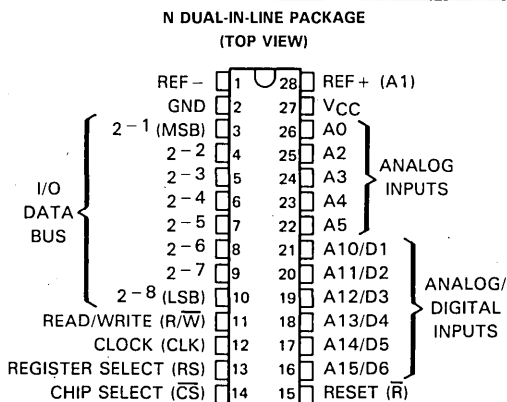 N DUAL-IN-LINE PACKAGE
(TOP VIEW)
REF− 1 28 REF+ (A1)
GND 2 27 VCC
2−1 (MSB) 3 26 A0
2−2 4 25 A2
2−3 5 24 A3
2−4 6 23 A4
2−5 7 22 A5
2−6 8 21 A10/D1
2−7 9 20 A11/D2
2−8 (LSB) 10 19 A12/D3
READ/WRITE (R/W̅) 11 18 A13/D4
CLOCK (CLK) 12 17 A14/D5
REGISTER SELECT (RS) 13 16 A15/D6
CHIP SELECT (C̅S̅) 14 15 RESET (R̅)
I/O
DATA
BUS
ANALOG
INPUTS
ANALOG/
DIGITAL
INPUTS